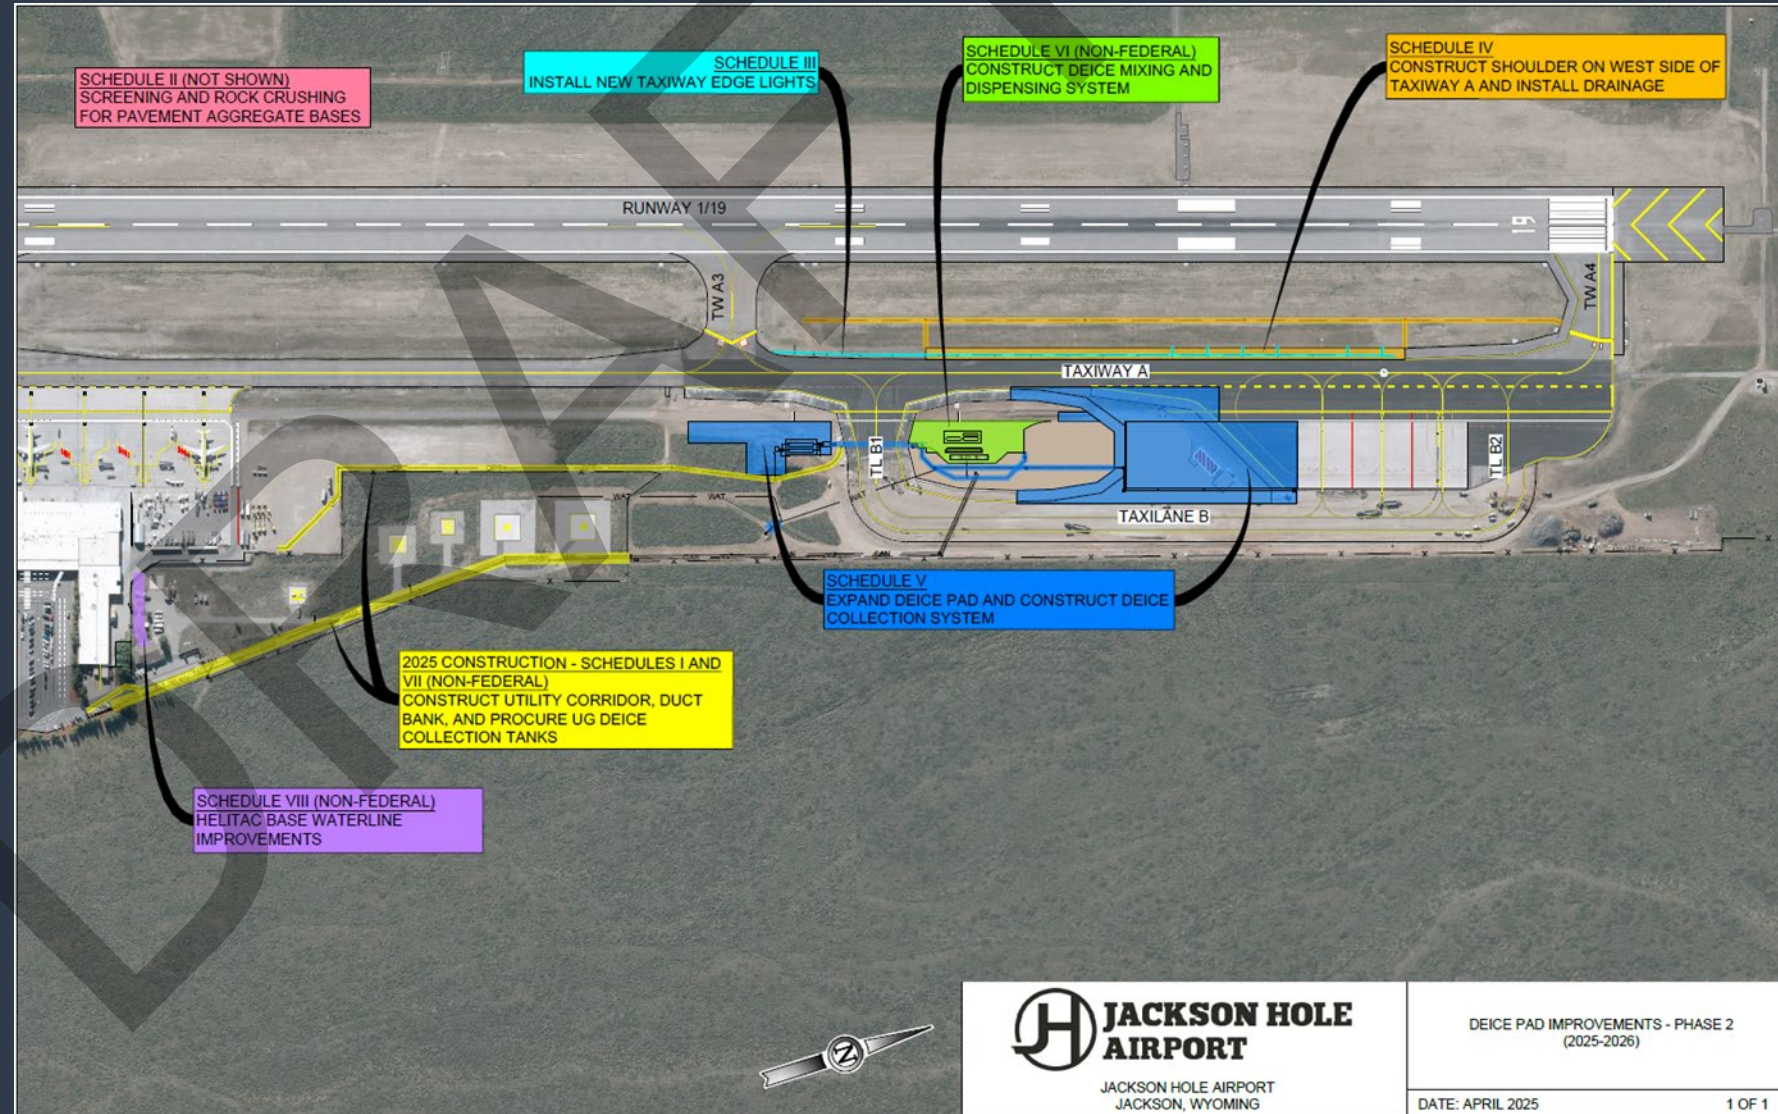 SCHEDULE II (NOT SHOWN)
SCREENING AND ROCK CRUSHING
FOR PAVEMENT AGGREGATE BASES
SCHEDULE III
INSTALL NEW TAXIWAY EDGE LIGHTS
SCHEDULE VI (NON-FEDERAL)
CONSTRUCT DEICE MIXING AND
DISPENSING SYSTEM
SCHEDULE IV
CONSTRUCT SHOULDER ON WEST SIDE OF
TAXIWAY A AND INSTALL DRAINAGE
DRAFT
RUNWAY 1/19
19
TW A3
TW A4
TAXIWAY A
TL B1
TL B2
WAT
WAT
WAT
TAXILANE B
SCHEDULE V
EXPAND DEICE PAD AND CONSTRUCT DEICE
COLLECTION SYSTEM
2025 CONSTRUCTION - SCHEDULES I AND
VII (NON-FEDERAL)
CONSTRUCT UTILITY CORRIDOR, DUCT
BANK, AND PROCURE UG DEICE
COLLECTION TANKS
SCHEDULE VIII (NON-FEDERAL)
HELITAC BASE WATERLINE
IMPROVEMENTS
N
JH
JACKSON HOLE
AIRPORT
JACKSON HOLE AIRPORT
JACKSON, WYOMING
DEICE PAD IMPROVEMENTS - PHASE 2
(2025-2026)
DATE: APRIL 2025
1 OF 1